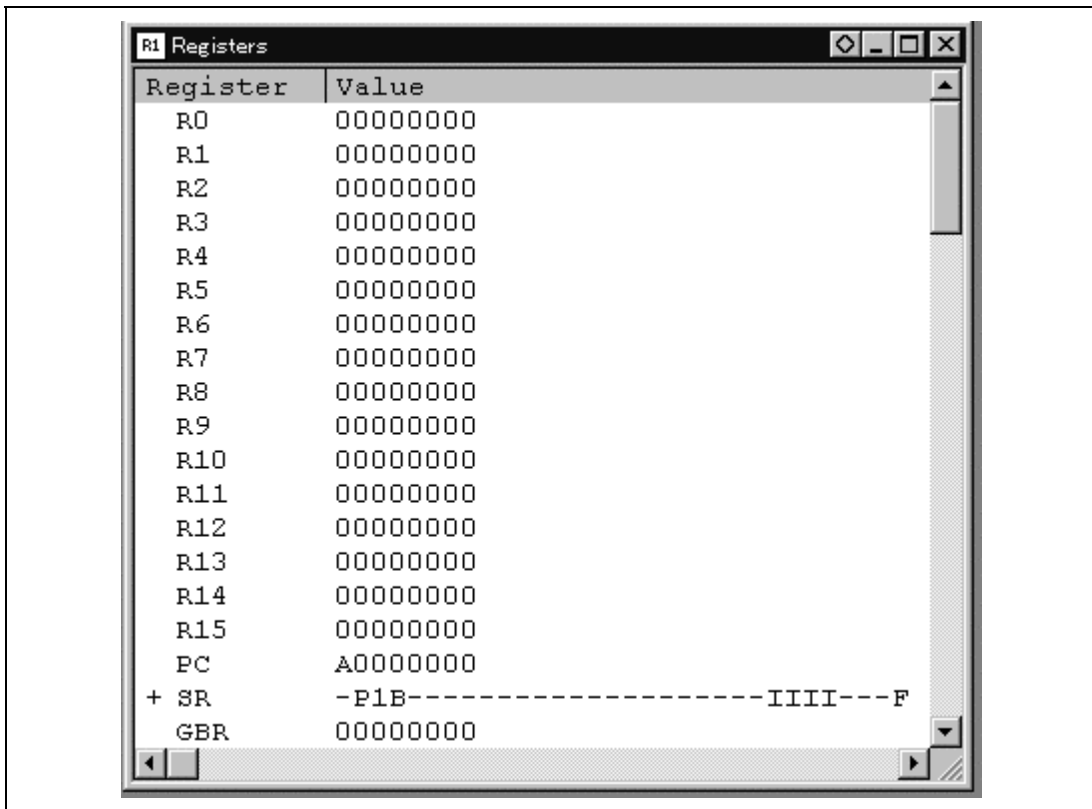 R1 Registers
Register Value
R0 00000000
R1 00000000
R2 00000000
R3 00000000
R4 00000000
R5 00000000
R6 00000000
R7 00000000
R8 00000000
R9 00000000
R10 00000000
R11 00000000
R12 00000000
R13 00000000
R14 00000000
R15 00000000
PC A0000000
+ SR -P1B--------------------IIII---F
GBR 00000000